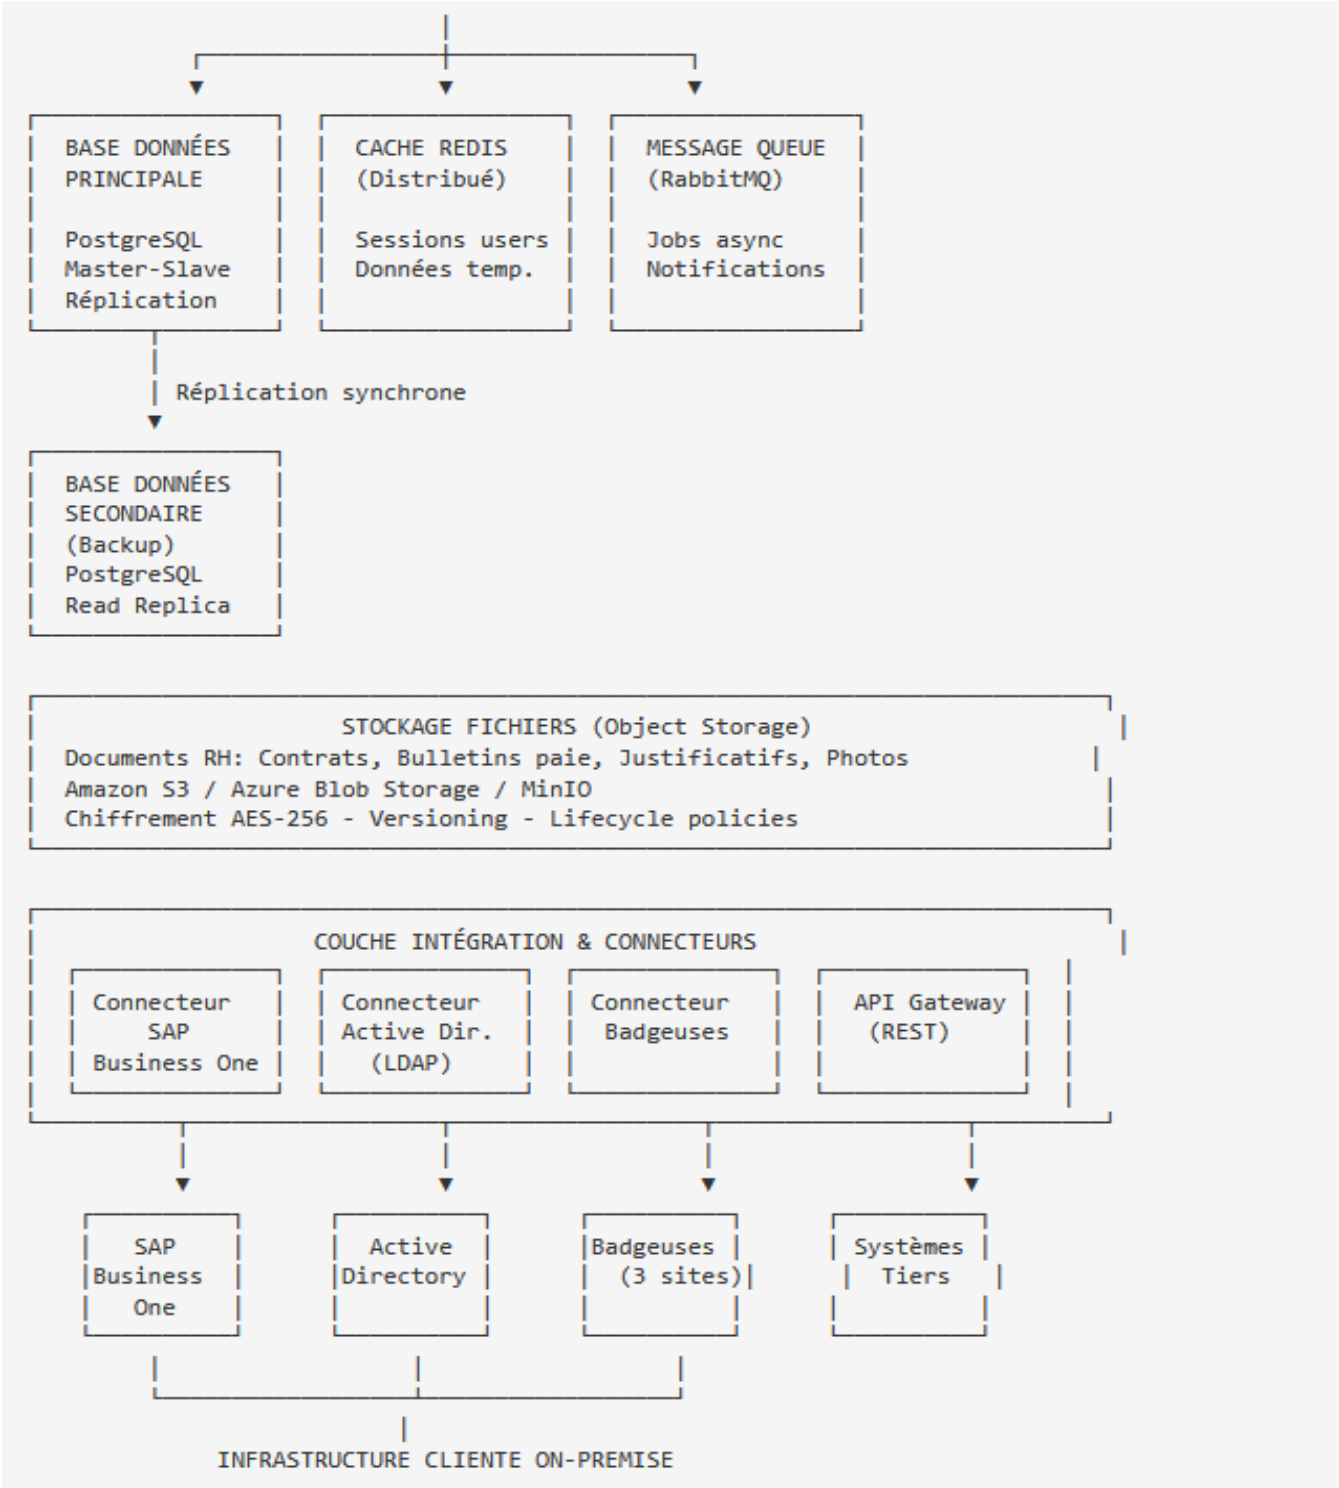 BASE DONNÉES
PRINCIPALE
PostgreSQL
Master-Slave
Réplication
CACHE REDIS
(Distribué)
Sessions users
Données temp.
MESSAGE QUEUE
(RabbitMQ)
Jobs async
Notifications
Réplication synchrone
BASE DONNÉES
SECONDAIRE
(Backup)
PostgreSQL
Read Replica
STOCKAGE FICHIERS (Object Storage)
Documents RH: Contrats, Bulletins paie, Justificatifs, Photos
Amazon S3 / Azure Blob Storage / MinIO
Chiffrement AES-256 - Versioning - Lifecycle policies
COUCHE INTÉGRATION & CONNECTEURS
Connecteur
SAP
Business One
Connecteur
Active Dir.
(LDAP)
Connecteur
Badgeuses
API Gateway
(REST)
SAP
Business
One
Active
Directory
Badgeuses
(3 sites)
Systèmes
Tiers
INFRASTRUCTURE CLIENTE ON-PREMISE